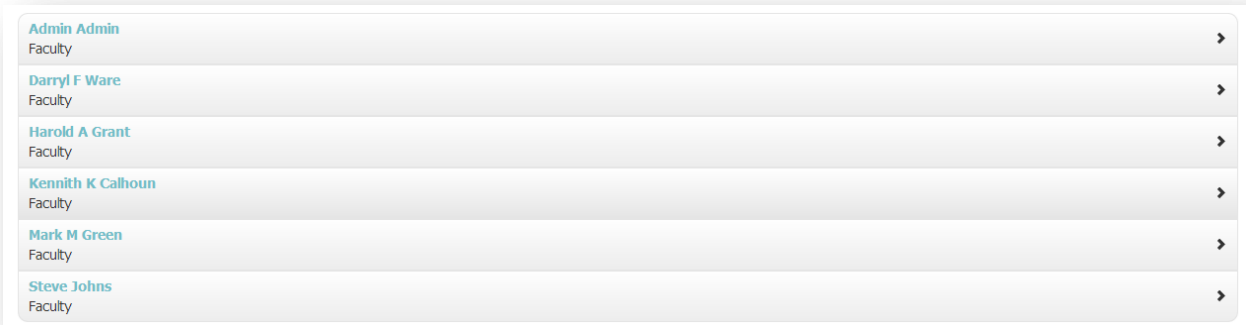 Admin Admin
Faculty
Darryl F Ware
Faculty
Harold A Grant
Faculty
Kennith K Calhoun
Faculty
Mark M Green
Faculty
Steve Johns
Faculty